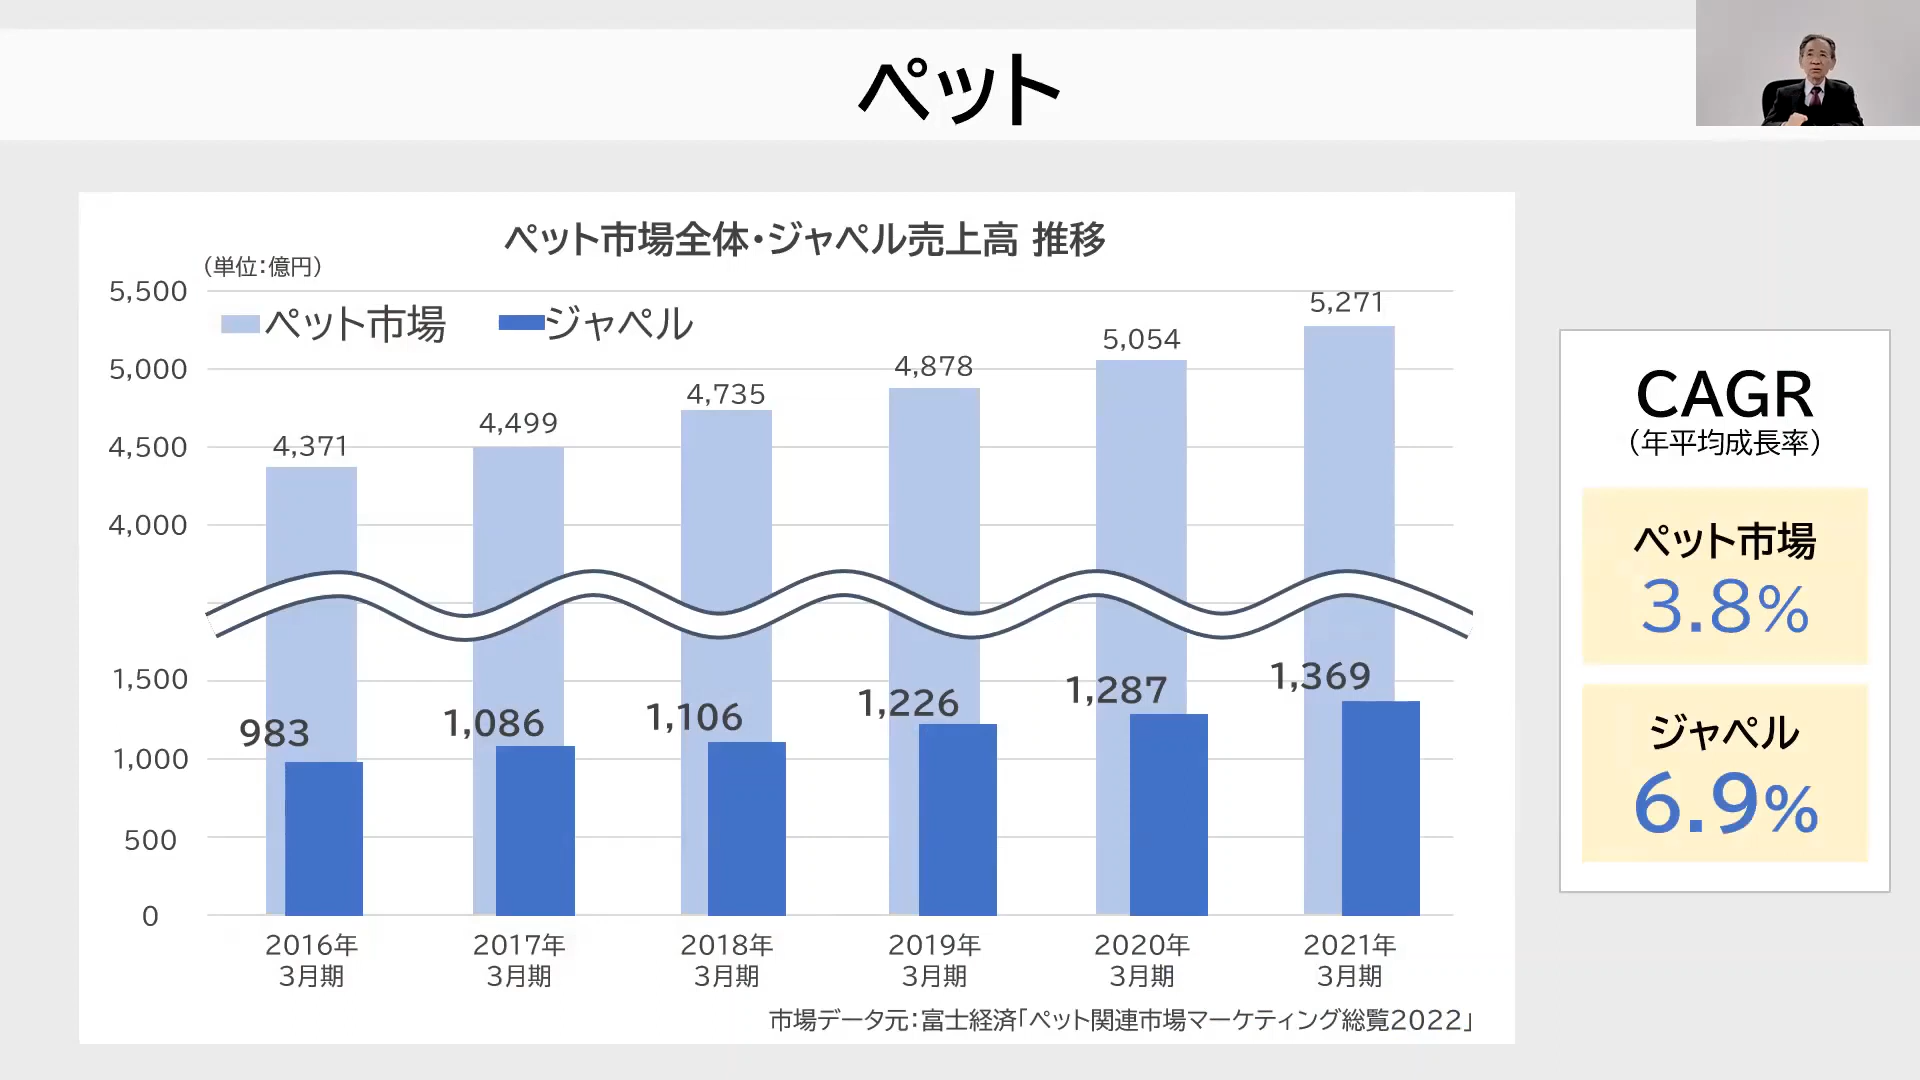 ペット
ペット市場全体・ジャペル売上高 推移
（単位：億円）
ペット市場
ジャペル
5,500
5,000
4,500
4,000
1,500
1,000
500
0
4,371
4,499
4,735
4,878
5,054
5,271
983
1,086
1,106
1,226
1,287
1,369
2016年
3月期
2017年
3月期
2018年
3月期
2019年
3月期
2020年
3月期
2021年
3月期
市場データ元：富士経済「ペット関連市場マーケティング総覧2022」
CAGR
（年平均成長率）
ペット市場
3.8%
ジャペル
6.9%